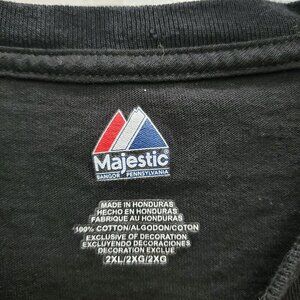 Majestic
BANGOR PENNSYLVANIA
MADE IN HONDURAS
HECHO EN HONDURAS
FABRIQUE AU HONDURAS
100% COTTON/ALGODON/COTON
EXCLUSIVE OF DECORATION
EXCLUYENDO DECORACIONES
DECORATION EXCLUE
2XL/2XG/2XG